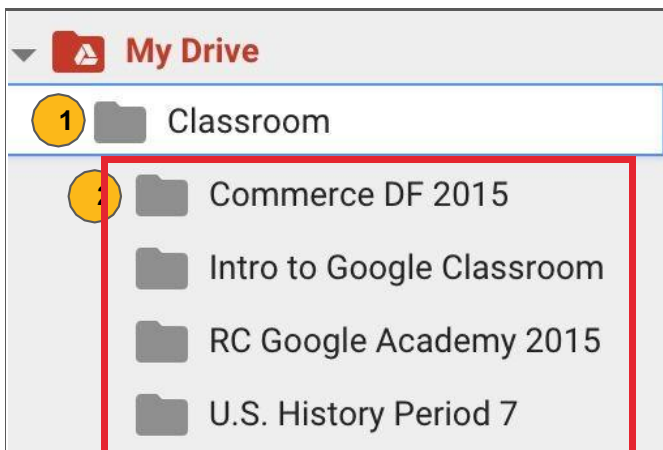 My Drive
1 Classroom
2 Commerce DF 2015
Intro to Google Classroom
RC Google Academy 2015
U.S. History Period 7